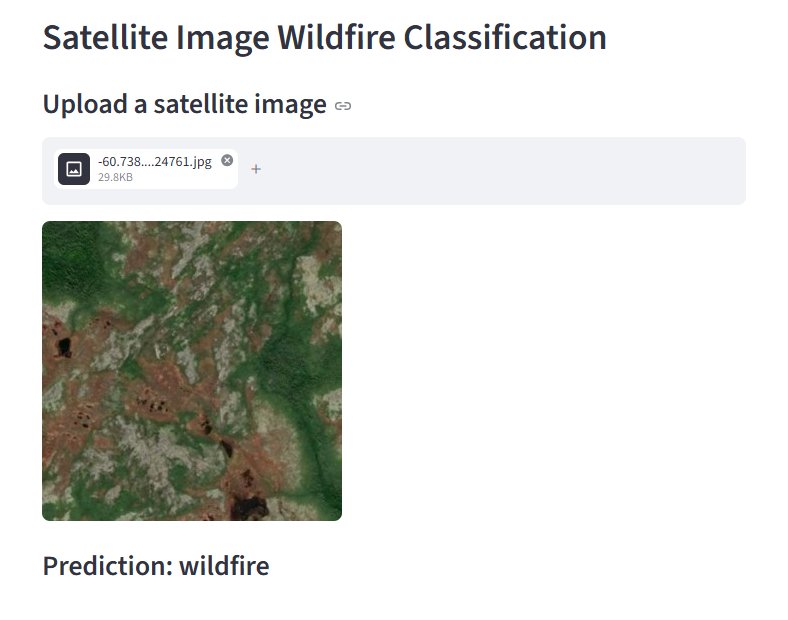 Satellite Image Wildfire Classification
Upload a satellite image
-60.738....24761.jpg
29.8KB
Prediction: wildfire